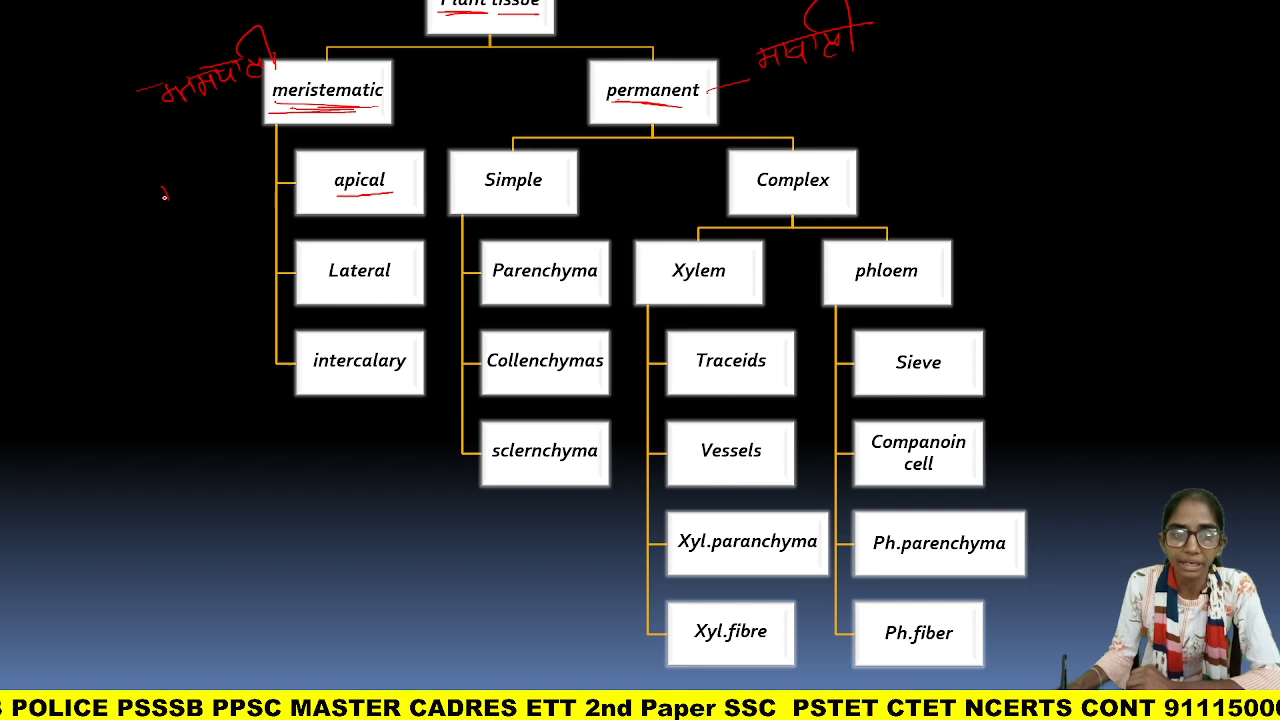 Plant tissue
meristematic
permanent
ਸਥਾਈ
apical
Simple
Complex
Lateral
Parenchyma
Xylem
phloem
intercalary
Collenchymas
Traceids
Sieve
sclernchyma
Vessels
Companoin
cell
Xyl.paranchyma
Ph.parenchyma
Xyl.fibre
Ph.fiber
POLICE PSSSB PPSC MASTER CADRES ETT 2nd Paper SSC PSTET CTET NCERTS CONT 9111500